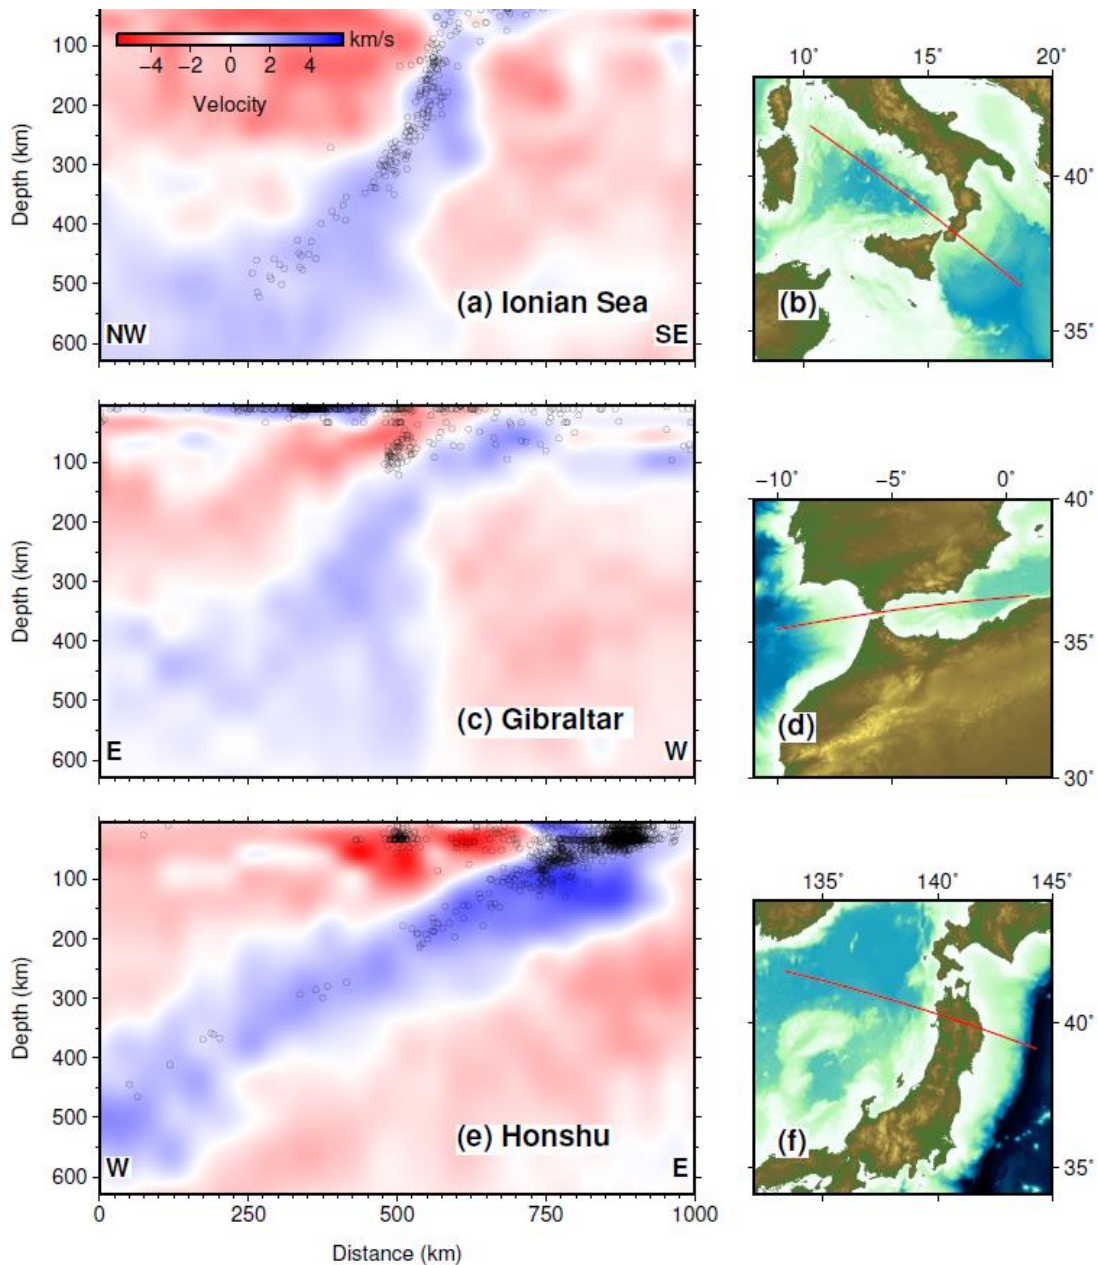 100
200
300
400
500
600
Depth (km)
−4 −2 0 2 4
km/s
Velocity
(a) Ionian Sea
NW
SE
10˚ 15˚ 20˚
40˚
35˚
(b)
100
200
300
400
500
600
Depth (km)
(c) Gibraltar
E
W
−10˚ −5˚ 0˚
40˚
35˚
30˚
(d)
100
200
300
400
500
600
Depth (km)
(e) Honshu
W
E
0 250 500 750 1000
Distance (km)
135˚ 140˚ 145˚
40˚
35˚
(f)